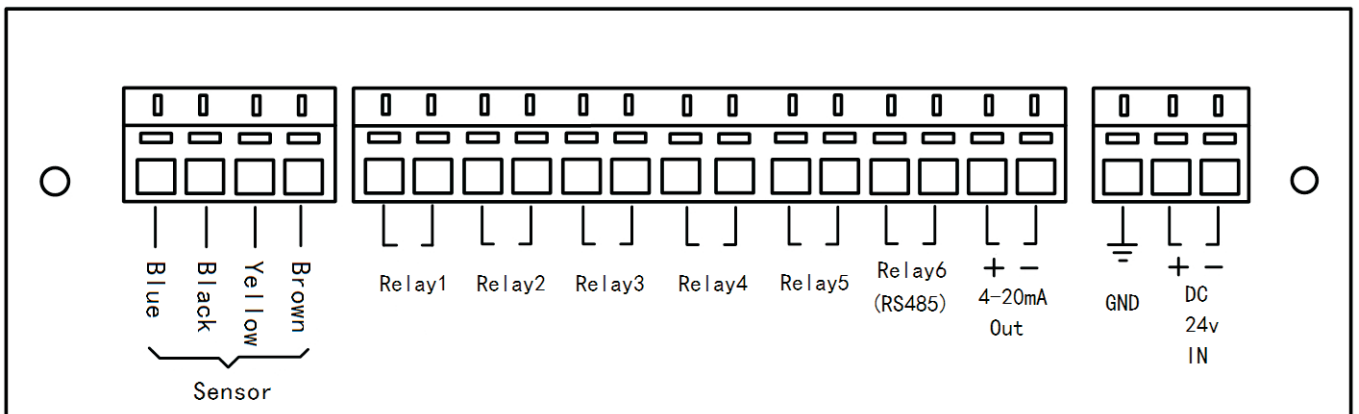 Blue Black Yellow Brown
Sensor
Relay1 Relay2 Relay3 Relay4 Relay5 Relay6
(RS485)
+ −
4-20mA
Out
GND
+ −
DC
24v
IN